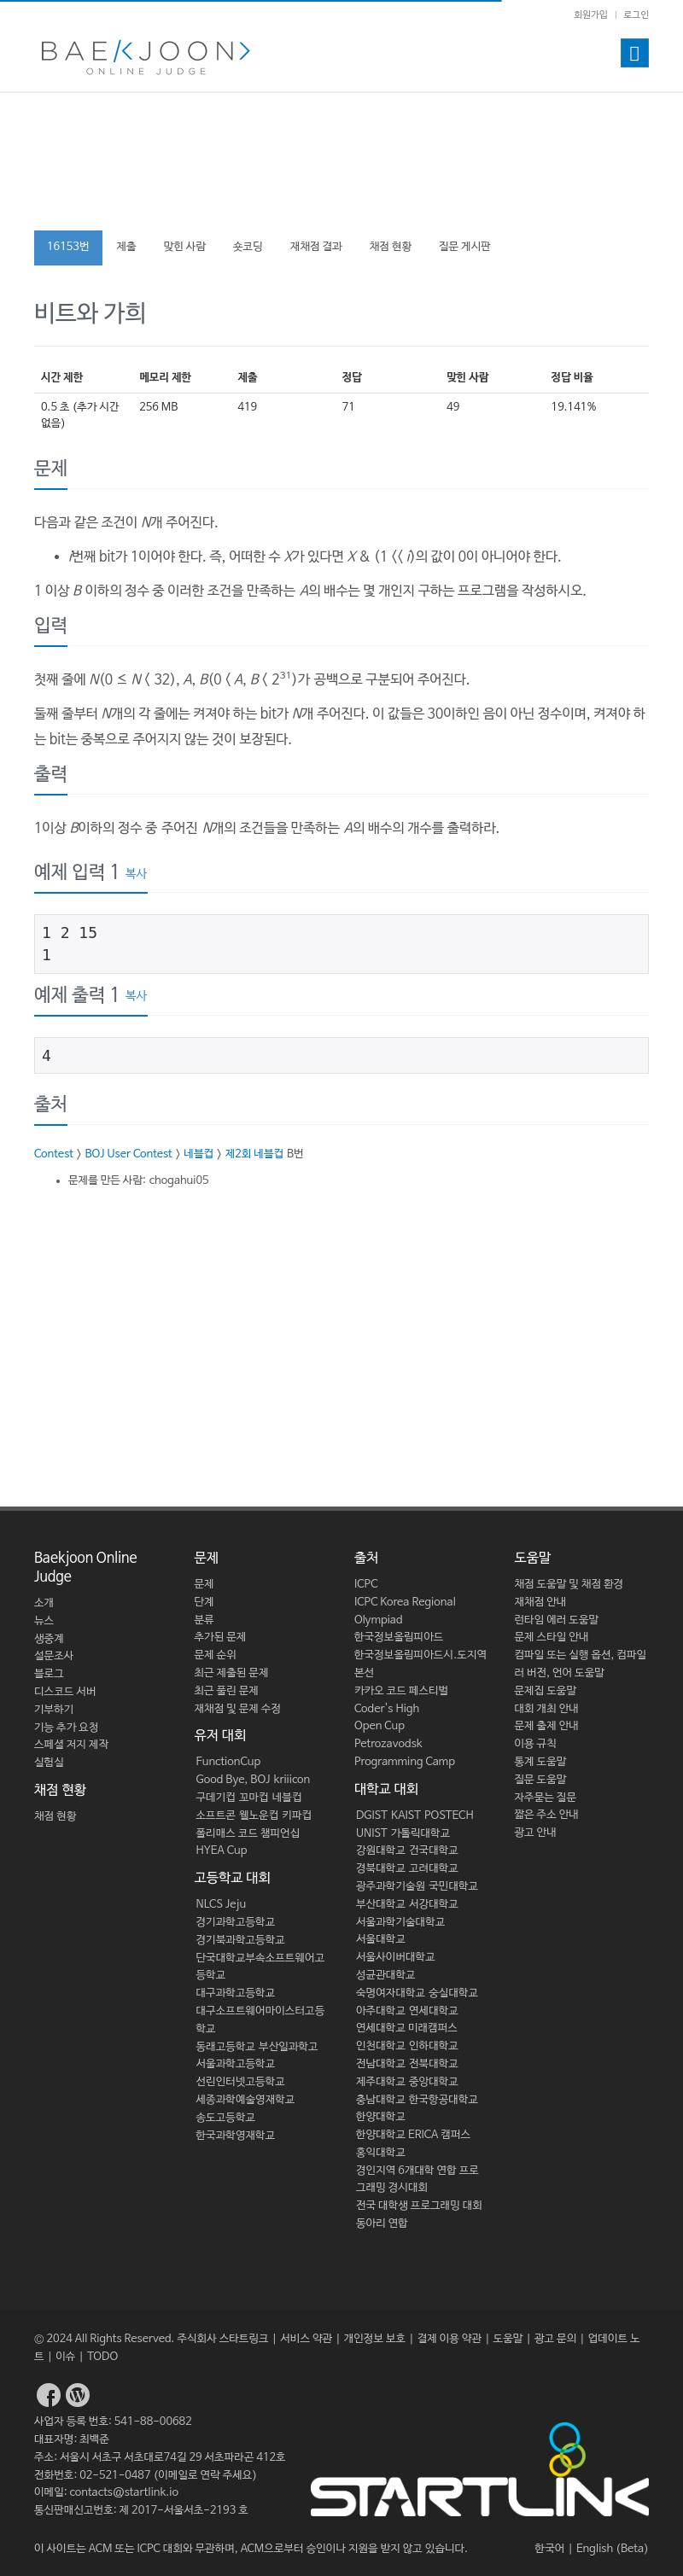 회원가입 | 로그인
BAEKJOON
ONLINE JUDGE
16153번 제출 맞힌 사람 숏코딩 재채점 결과 채점 현황 질문 게시판
비트와 가희
시간 제한 메모리 제한 제출 정답 맞힌 사람 정답 비율
0.5 초 (추가 시간 256 MB 419 71 49 19.141%
없음)
문제
다음과 같은 조건이 N개 주어진다.
i번째 bit가 1이어야 한다. 즉, 어떠한 수 X가 있다면 X & (1 << i)의 값이 0이 아니어야 한다.
1 이상 B 이하의 정수 중 이러한 조건을 만족하는 A의 배수는 몇 개인지 구하는 프로그램을 작성하시오.
입력
첫째 줄에 N(0 ≤ N < 32), A, B(0 < A, B < 2^31)가 공백으로 구분되어 주어진다.
둘째 줄부터 N개의 각 줄에는 켜져야 하는 bit가 N개 주어진다. 이 값들은 30이하인 음이 아닌 정수이며, 켜져야 하
는 bit는 중복으로 주어지지 않는 것이 보장된다.
출력
1이상 B이하의 정수 중 주어진 N개의 조건들을 만족하는 A의 배수의 개수를 출력하라.
예제 입력 1 복사
1 2 15
1
예제 출력 1 복사
4
출처
Contest > BOJ User Contest > 네블컵 > 제2회 네블컵 B번
문제를 만든 사람: chogahui05
Baekjoon Online
Judge
소개
뉴스
생중계
설문조사
블로그
디스코드 서버
기부하기
기능 추가 요청
스페셜 저지 제작
실험실
채점 현황
채점 현황
문제
문제
단계
분류
추가된 문제
문제 순위
최근 제출된 문제
최근 풀린 문제
재채점 및 문제 수정
유저 대회
FunctionCup
Good Bye, BOJ kriiicon
구데기컵 꼬마컵 네블컵
소프트콘 웰노운컵 키파컵
폴리매스 코드 챔피언십
HYEA Cup
고등학교 대회
NLCS Jeju
경기과학고등학교
경기북과학고등학교
단국대학교부속소프트웨어고
등학교
대구과학고등학교
대구소프트웨어마이스터고등
학교
동래고등학교 부산일과학고
서울과학고등학교
선린인터넷고등학교
세종과학예술영재학교
송도고등학교
한국과학영재학교
출처
ICPC
ICPC Korea Regional
Olympiad
한국정보올림피아드
한국정보올림피아드시.도지역
본선
카카오 코드 페스티벌
Coder's High
Open Cup
Petrozavodsk
Programming Camp
대학교 대회
DGIST KAIST POSTECH
UNIST 가톨릭대학교
강원대학교 건국대학교
경북대학교 고려대학교
광주과학기술원 국민대학교
부산대학교 서강대학교
서울과학기술대학교
서울대학교
서울사이버대학교
성균관대학교
숙명여자대학교 숭실대학교
아주대학교 연세대학교
연세대학교 미래캠퍼스
인천대학교 인하대학교
전남대학교 전북대학교
제주대학교 중앙대학교
충남대학교 한국항공대학교
한양대학교
한양대학교 ERICA 캠퍼스
홍익대학교
경인지역 6개대학 연합 프로
그래밍 경시대회
전국 대학생 프로그래밍 대회
동아리 연합
도움말
채점 도움말 및 채점 환경
재채점 안내
런타임 에러 도움말
문제 스타일 안내
컴파일 또는 실행 옵션, 컴파일
러 버전, 언어 도움말
문제집 도움말
대회 개최 안내
문제 출제 안내
이용 규칙
통계 도움말
질문 도움말
자주묻는 질문
짧은 주소 안내
광고 안내
© 2024 All Rights Reserved. 주식회사 스타트링크 | 서비스 약관 | 개인정보 보호 | 결제 이용 약관 | 도움말 | 광고 문의 | 업데이트 노
트 | 이슈 | TODO
사업자 등록 번호: 541-88-00682
대표자명: 최백준
주소: 서울시 서초구 서초대로74길 29 서초파라곤 412호
전화번호: 02-521-0487 (이메일로 연락 주세요)
이메일: contacts@startlink.io
통신판매신고번호: 제 2017-서울서초-2193 호
STARTLINK
이 사이트는 ACM 또는 ICPC 대회와 무관하며, ACM으로부터 승인이나 지원을 받지 않고 있습니다.
한국어 | English (Beta)